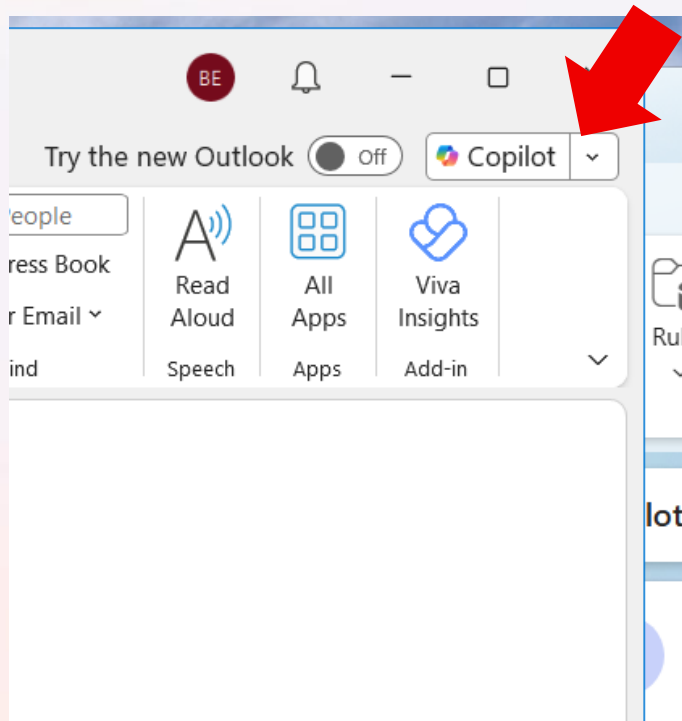 BE
Try the new Outlook Off Copilot
eople
ress Book
r Email
ind
Read
Aloud
Speech
All
Apps
Apps
Viva
Insights
Add-in
Rul
lot